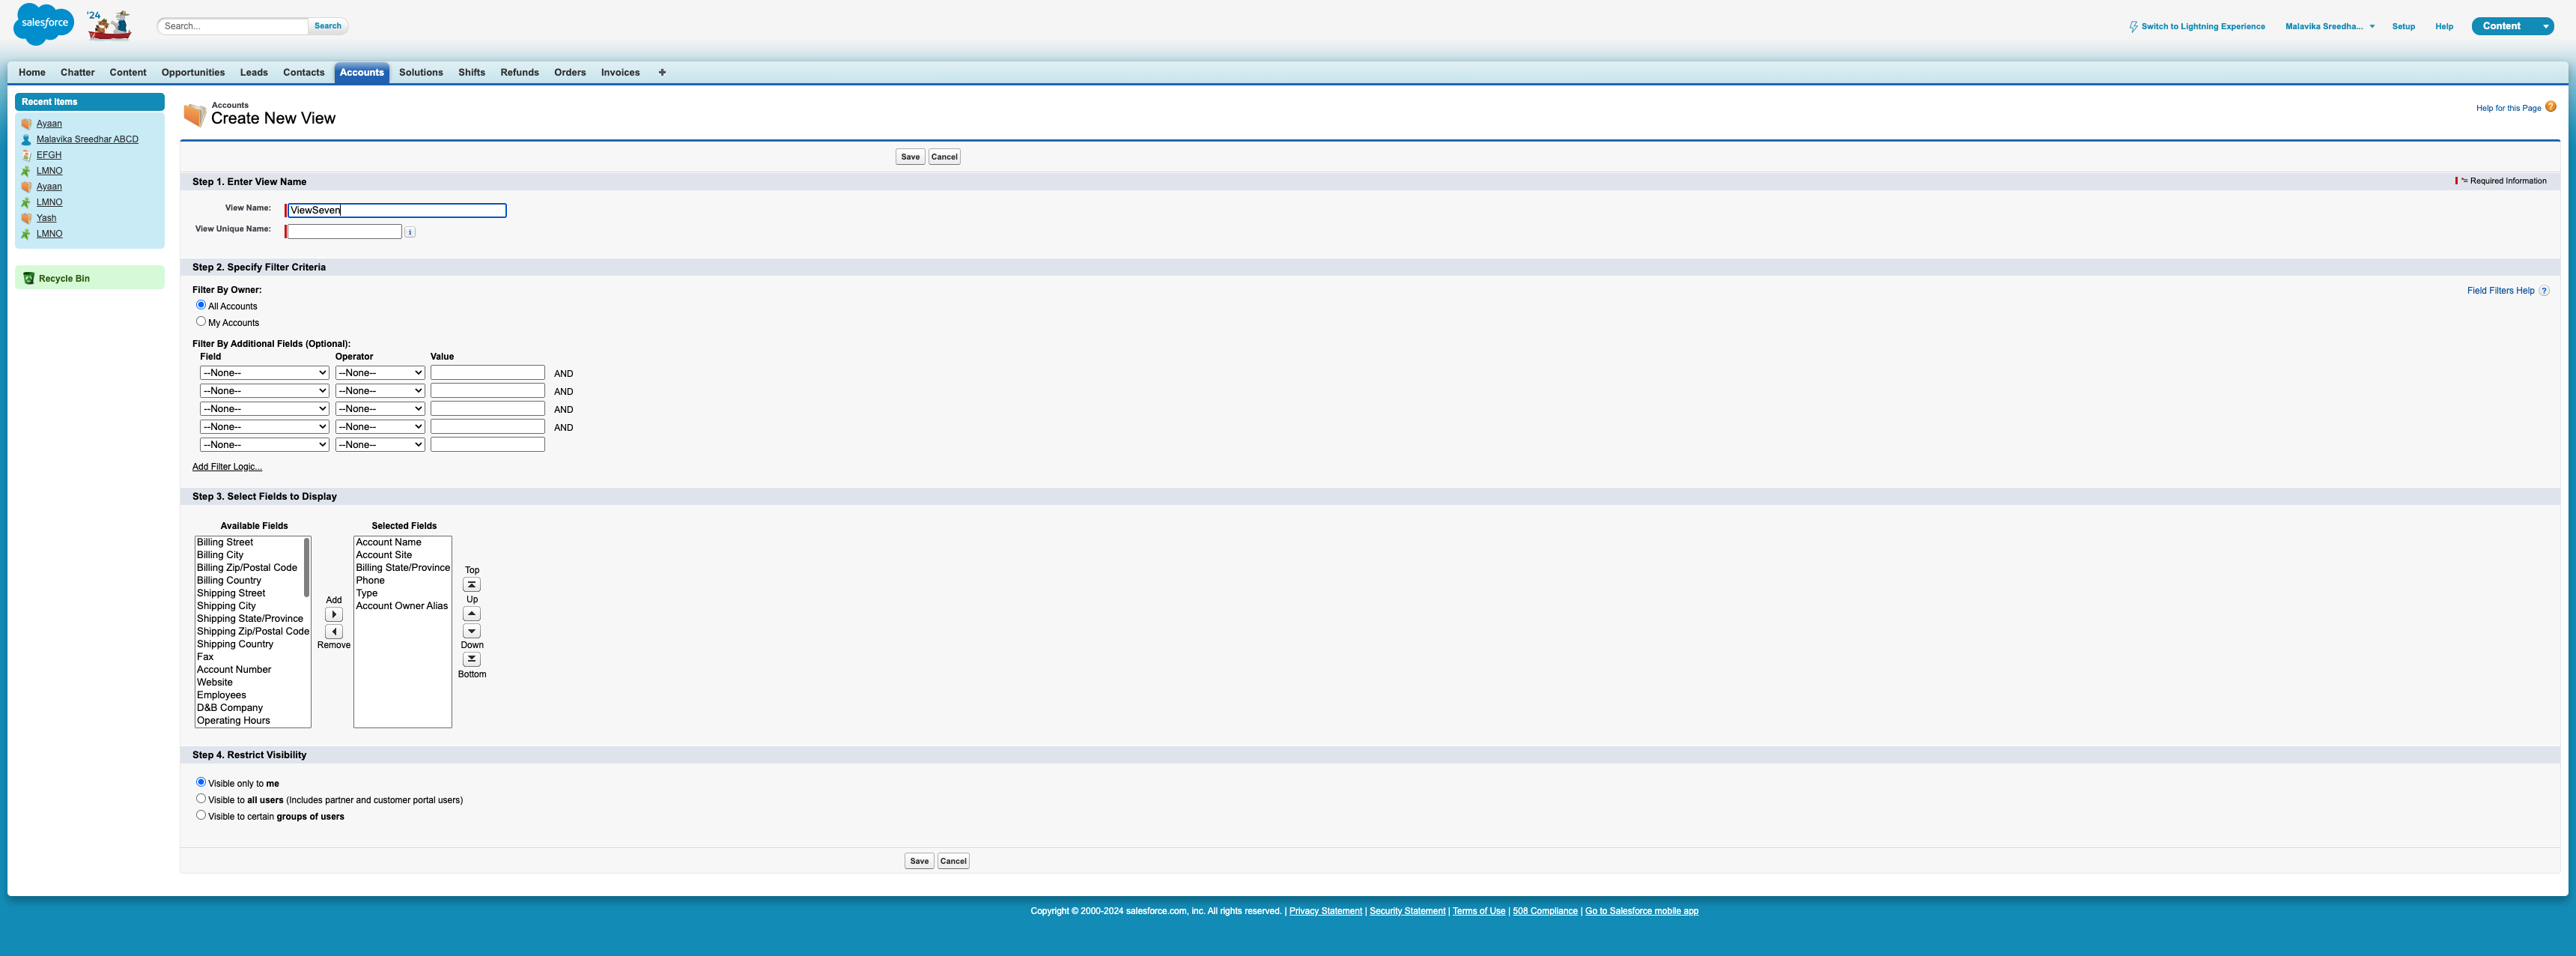 salesforce
'24
Search...
Search
Switch to Lightning Experience
Malavika Sreedha...
Setup
Help
Content
Home
Chatter
Content
Opportunities
Leads
Contacts
Accounts
Solutions
Shifts
Refunds
Orders
Invoices
+
Recent Items
Ayaan
Malavika Sreedhar ABCD
EFGH
LMNO
Ayaan
LMNO
Yash
LMNO
Recycle Bin
Accounts
Create New View
Help for this Page ?
Save Cancel
Step 1. Enter View Name
*= Required Information
View Name: ViewSeven
View Unique Name: i
Step 2. Specify Filter Criteria
Filter By Owner:
Field Filters Help ?
All Accounts
My Accounts
Filter By Additional Fields (Optional):
Field Operator Value
--None-- --None-- AND
--None-- --None-- AND
--None-- --None-- AND
--None-- --None-- AND
--None-- --None--
Add Filter Logic...
Step 3. Select Fields to Display
Available Fields
Billing Street
Billing City
Billing Zip/Postal Code
Billing Country
Shipping Street
Shipping City
Shipping State/Province
Shipping Zip/Postal Code
Shipping Country
Fax
Account Number
Website
Employees
D&B Company
Operating Hours
Add
Remove
Selected Fields
Account Name
Account Site
Billing State/Province
Phone
Type
Account Owner Alias
Top
Up
Down
Bottom
Step 4. Restrict Visibility
Visible only to me
Visible to all users (Includes partner and customer portal users)
Visible to certain groups of users
Save Cancel
Copyright © 2000-2024 salesforce.com, inc. All rights reserved. | Privacy Statement | Security Statement | Terms of Use | 508 Compliance | Go to Salesforce mobile app